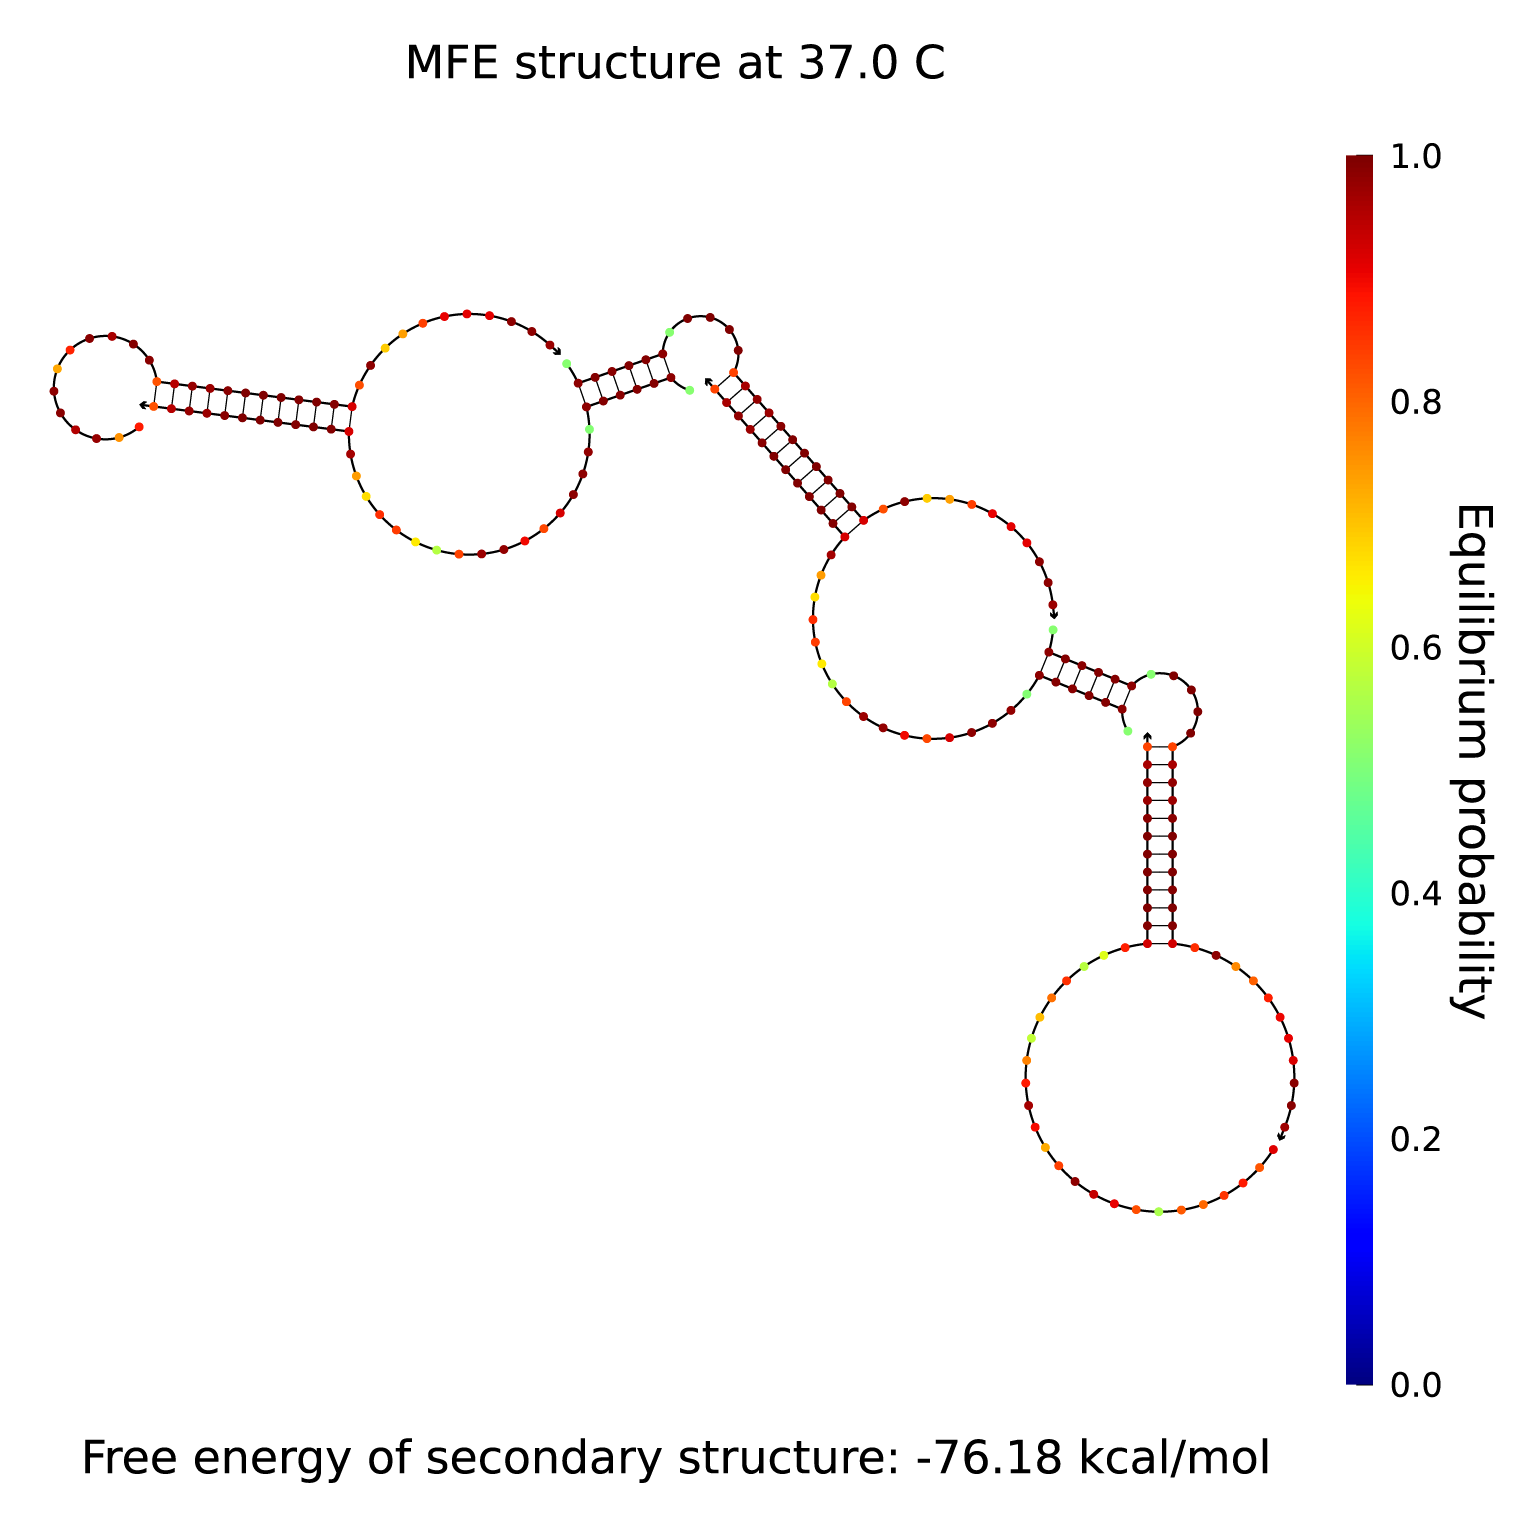 MFE structure at 37.0 C
1.0
0.8
0.6
0.4
0.2
0.0
Equilibrium probability
Free energy of secondary structure: -76.18 kcal/mol